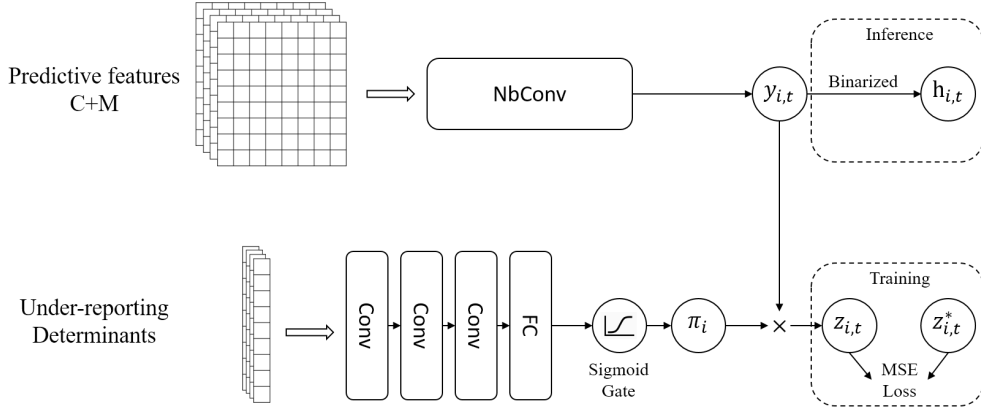 Predictive features
C+M
NbConv
y_{i,t}
Inference
Binarized
h_{i,t}
Under-reporting
Determinants
Conv
Conv
Conv
FC
Sigmoid
Gate
π_i
×
Training
z_{i,t}
z^*_{i,t}
MSE
Loss